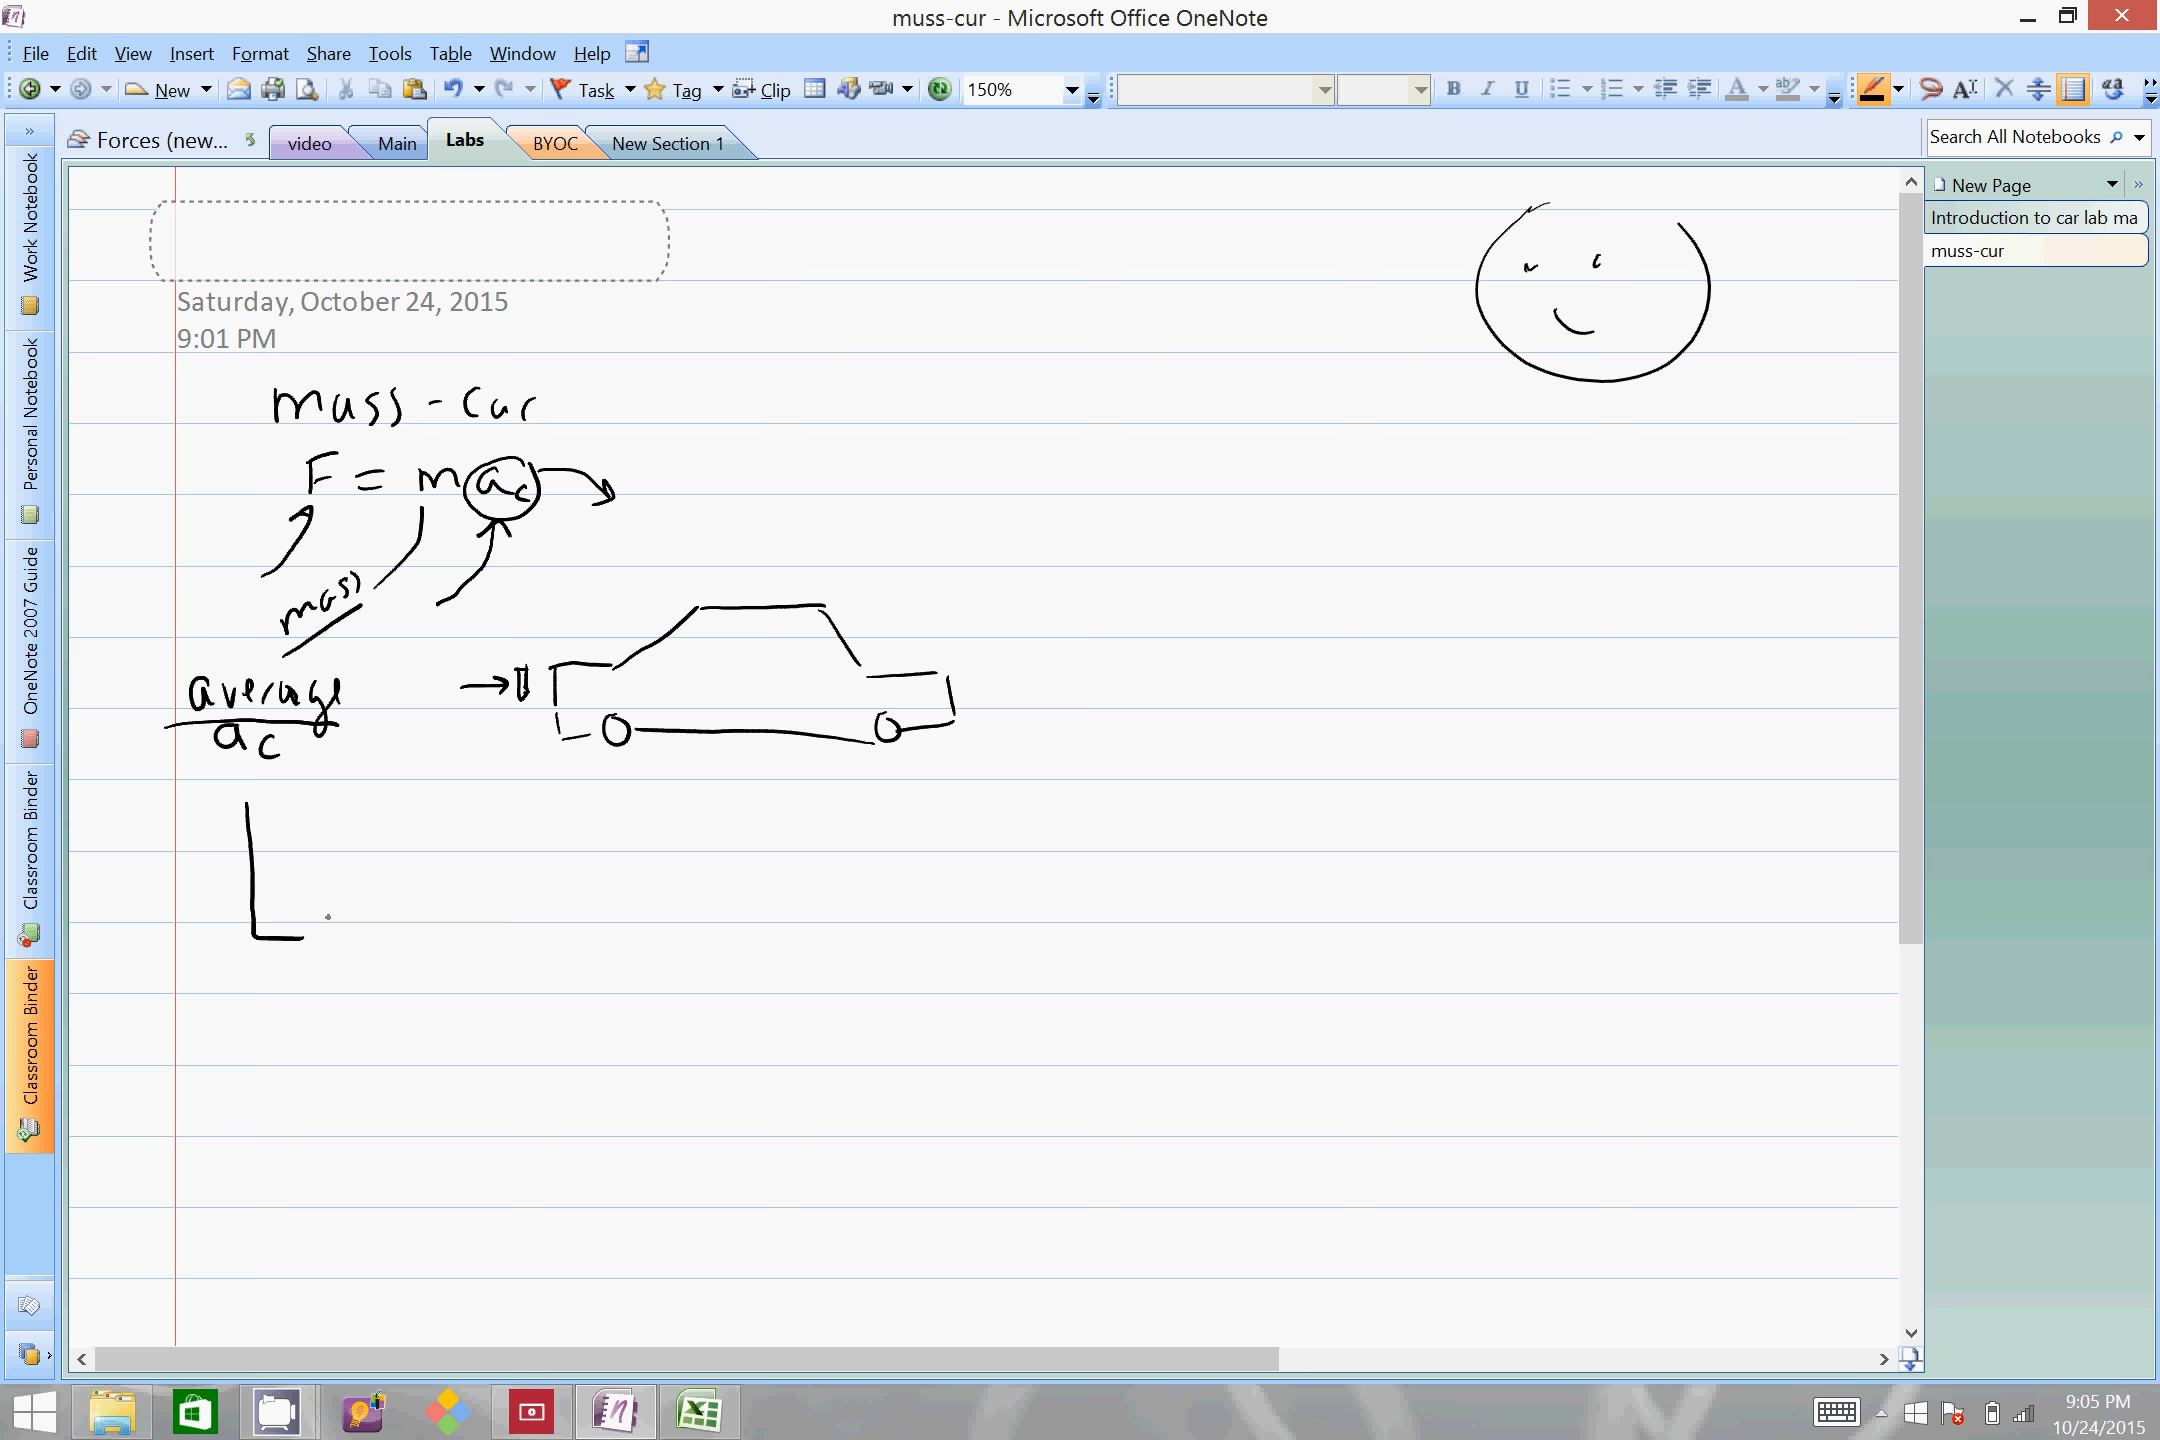 muss-cur - Microsoft Office OneNote
File Edit View Insert Format Share Tools Table Window Help
New Task Tag Clip 150% B I U
Forces (new... video Main Labs BYOC New Section 1 Search All Notebooks
New Page
Introduction to car lab ma
muss-cur
Work Notebook
Personal Notebook
OneNote 2007 Guide
Classroom Binder
Classroom Binder
Saturday, October 24, 2015
9:01 PM
mass - car
F = m ac
mass
average
ac
9:05 PM
10/24/2015